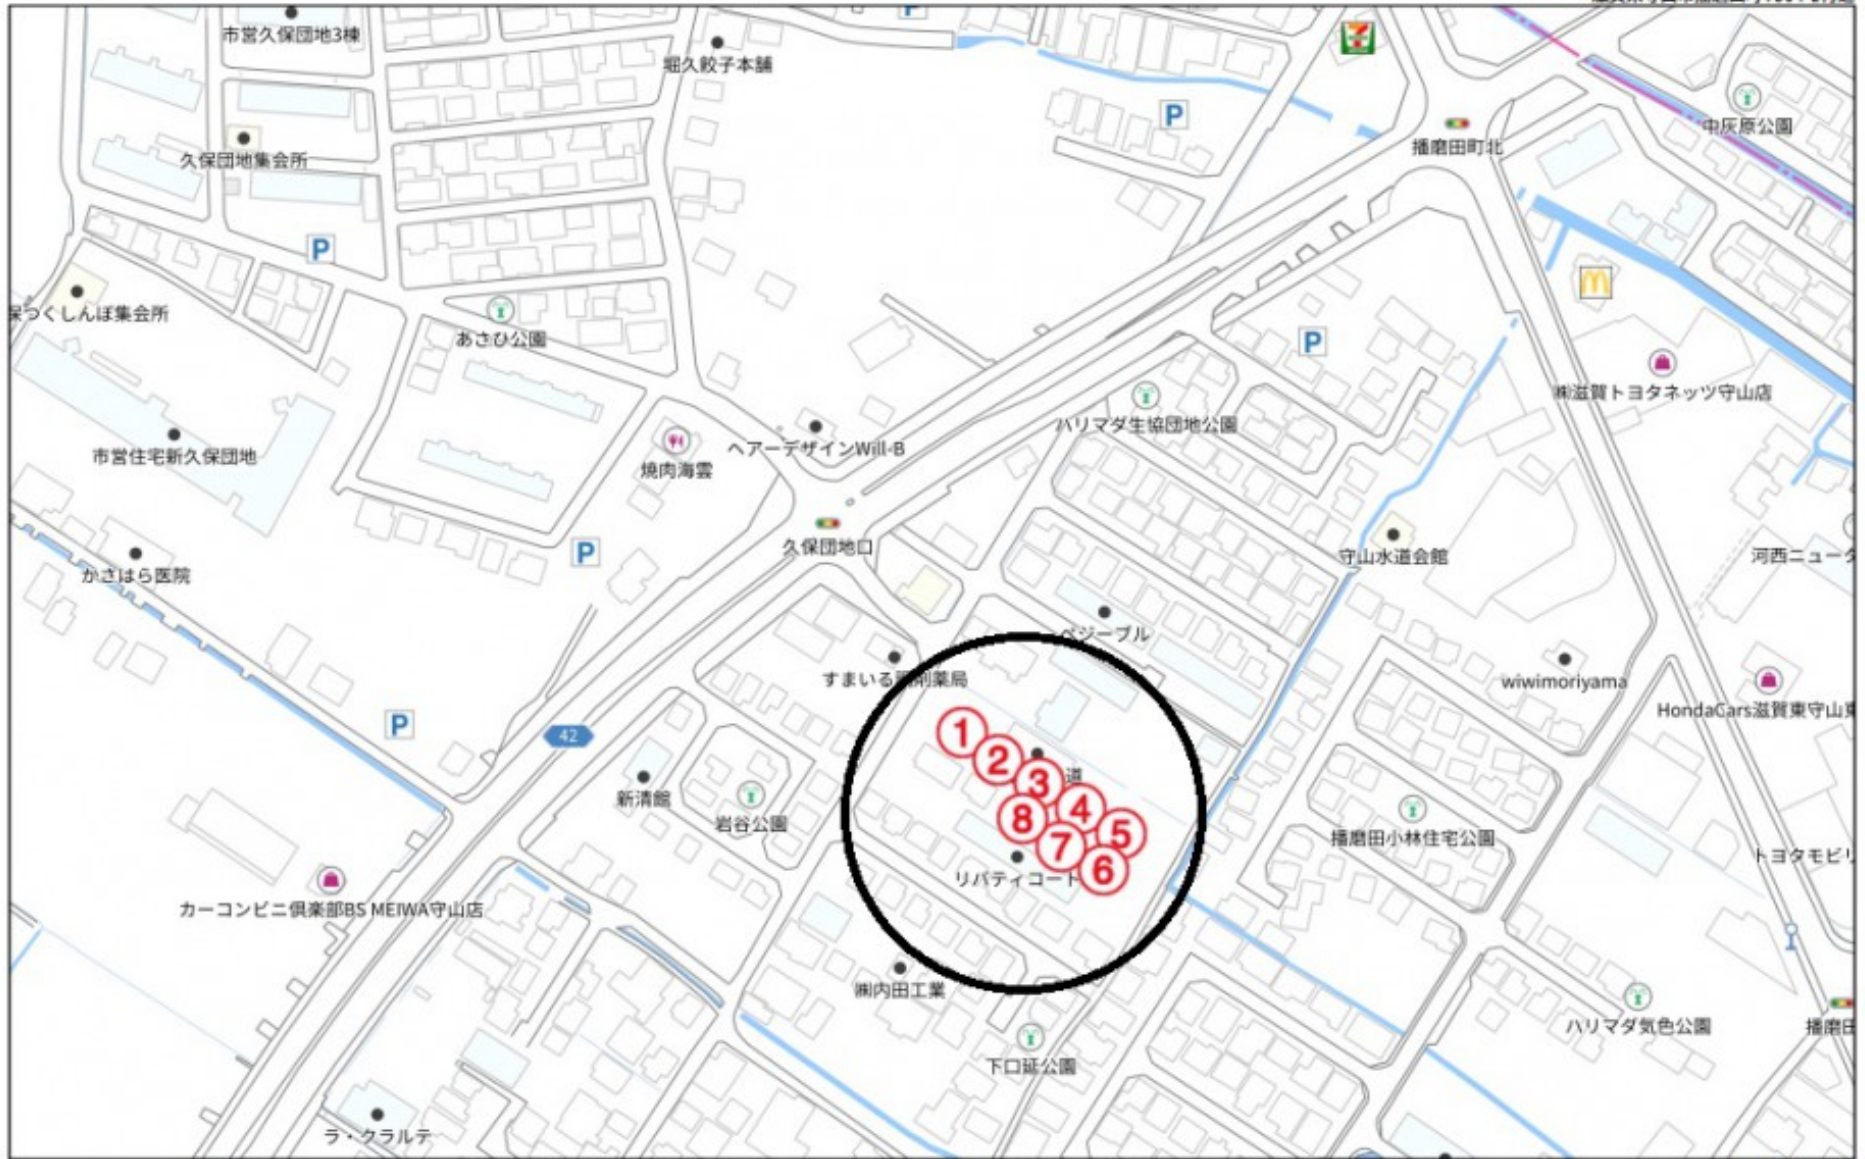 市営久保団地3棟
堀久餃子本舗
中灰原公園
播磨田町北
久保団地集会所
保つくしんぼ集会所
あさひ公園
㈱滋賀トヨタネッツ守山店
ハリマダ生協団地公園
ヘアーデザインWill-B
市営住宅新久保団地
焼肉海雲
久保団地口
守山水道会館
河西ニュータ
かさはら医院
ベジーブル
すまいる
剤薬局
wiwimoriyama
HondaCars滋賀東守山東
42
道
新清館
岩谷公園
① ② ③ ④ ⑤ ⑥ ⑦ ⑧
播磨田小林住宅公園
トヨタモビリ
リバティコート
カーコンビニ倶楽部BS MEIWA守山店
㈱内田工業
ハリマダ気色公園
播磨田
下口延公園
ラ・クラルテ
P
P
P
P
P
P